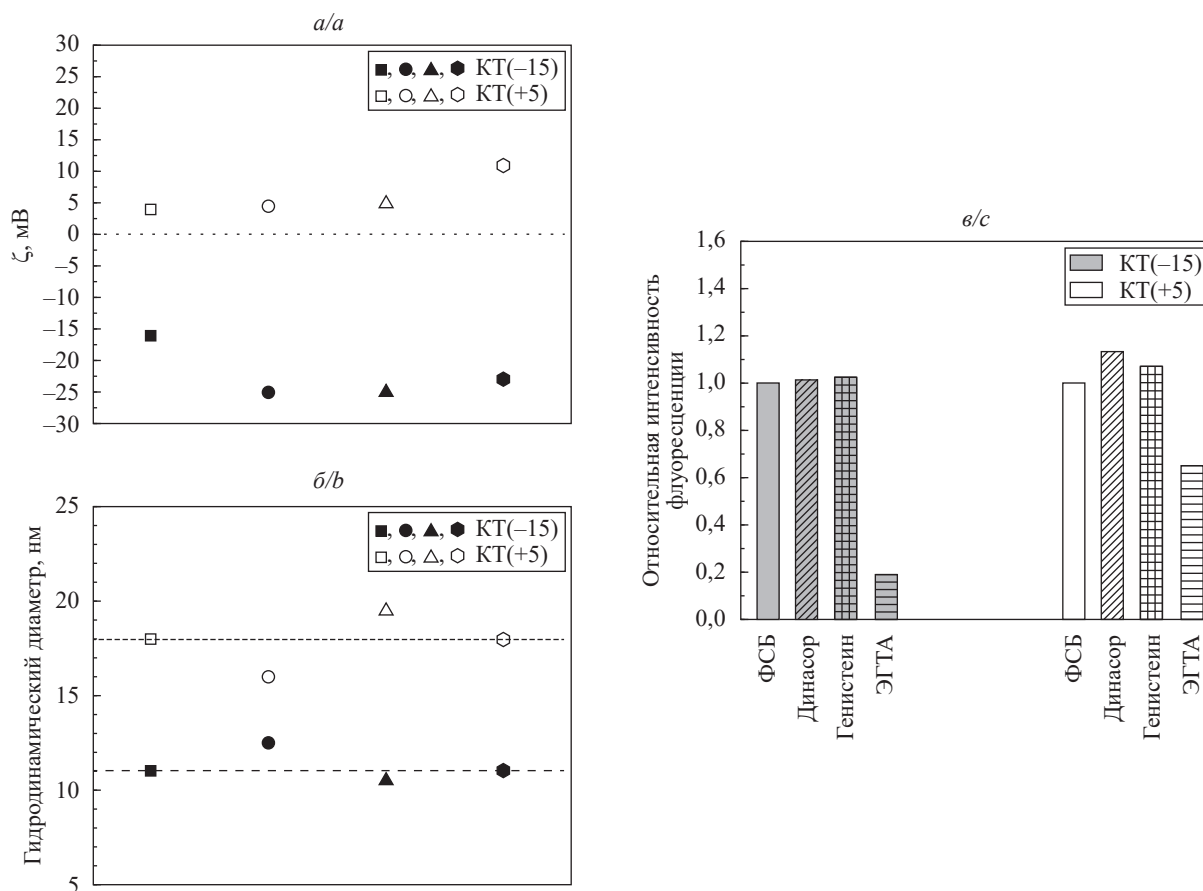 а/a
■, ●, ▲, ⬢ КТ(–15)
□, ○, △, ⬡ КТ(+5)
ζ, мВ
30
25
20
15
10
5
0
–5
–10
–15
–20
–25
–30
б/b
■, ●, ▲, ⬢ КТ(–15)
□, ○, △, ⬡ КТ(+5)
Гидродинамический диаметр, нм
25
20
15
10
5
в/c
КТ(–15)
КТ(+5)
Относительная интенсивность
флуоресценции
1,6
1,4
1,2
1,0
0,8
0,6
0,4
0,2
0,0
ФСБ
Динасор
Генистеин
ЭГТА
ФСБ
Динасор
Генистеин
ЭГТА